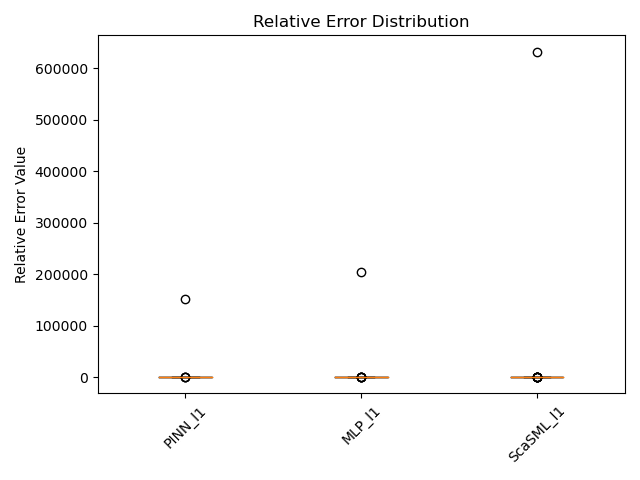 Relative Error Distribution
Relative Error Value
600000
500000
400000
300000
200000
100000
0
PINN_l1
MLP_l1
ScaSML_l1